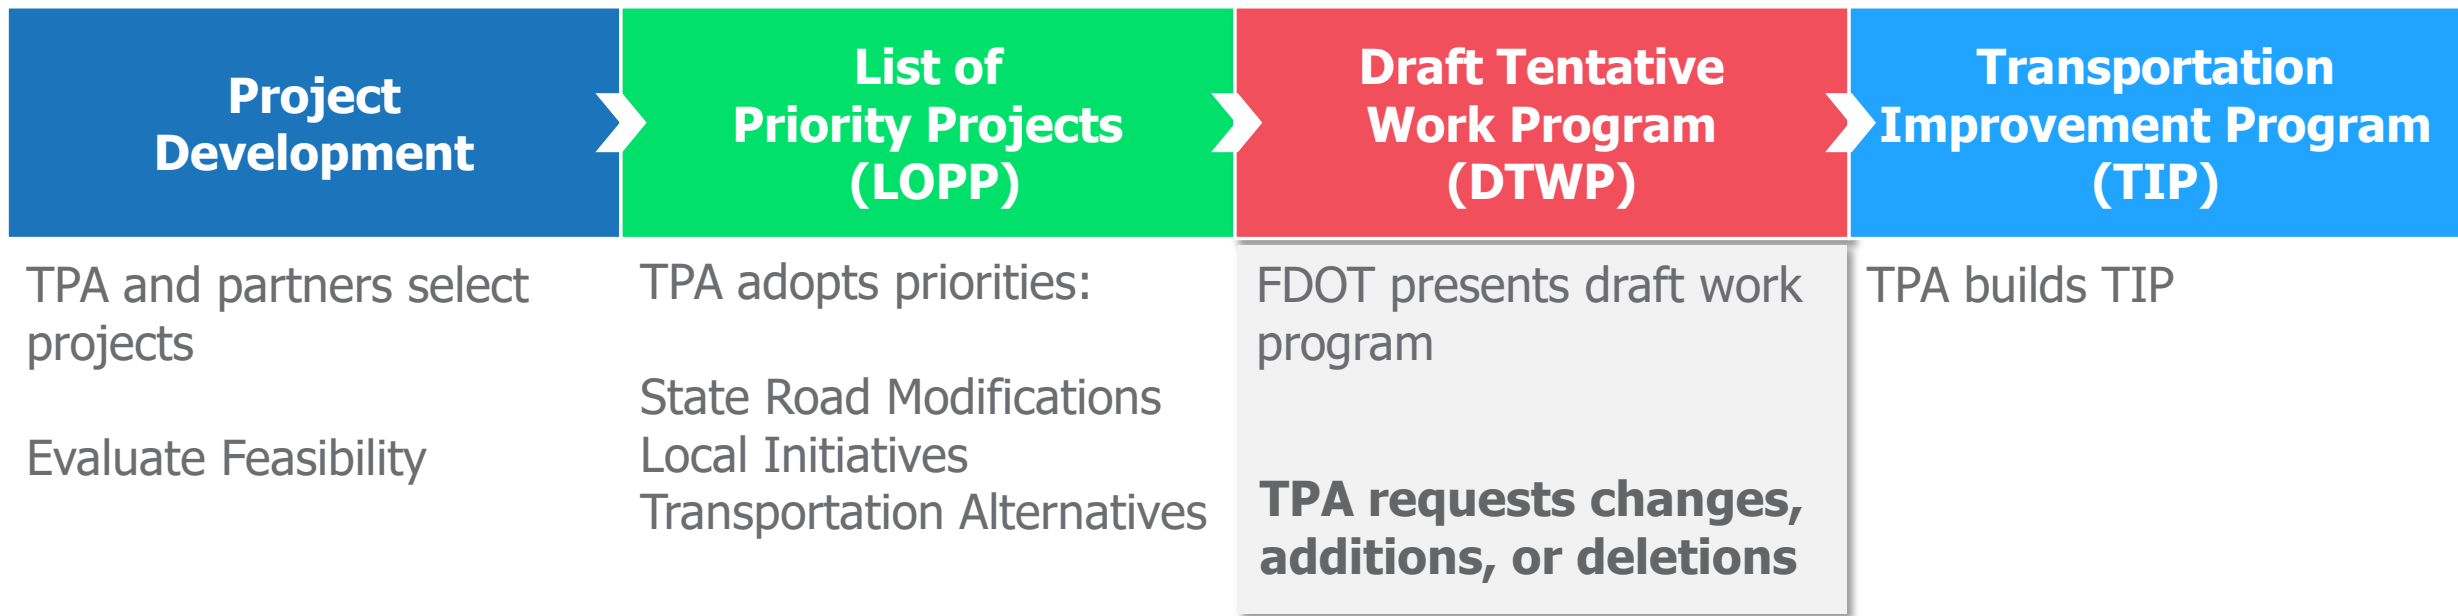 Project
Development
List of
Priority Projects
(LOPP)
Draft Tentative
Work Program
(DTWP)
Transportation
Improvement Program
(TIP)
TPA and partners select
projects
Evaluate Feasibility
TPA adopts priorities:
State Road Modifications
Local Initiatives
Transportation Alternatives
FDOT presents draft work
program
TPA requests changes,
additions, or deletions
TPA builds TIP